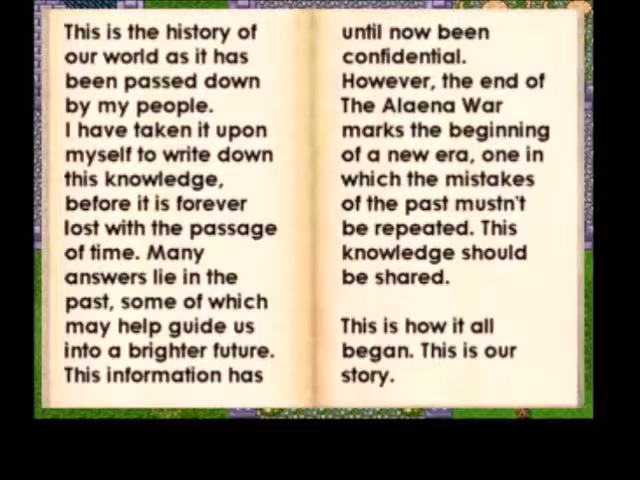 This is the history of
our world as it has
been passed down
by my people.
I have taken it upon
myself to write down
this knowledge,
before it is forever
lost with the passage
of time. Many
answers lie in the
past, some of which
may help guide us
into a brighter future.
This information has
until now been
confidential.
However, the end of
The Alaena War
marks the beginning
of a new era, one in
which the mistakes
of the past mustn't
be repeated. This
knowledge should
be shared.
This is how it all
began. This is our
story.